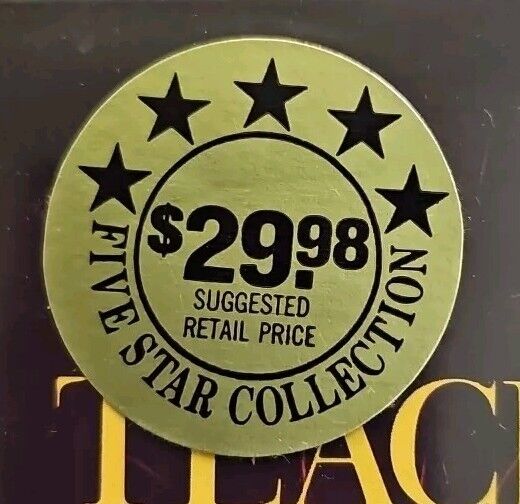 $29.98
SUGGESTED
RETAIL PRICE
FIVE STAR COLLECTION